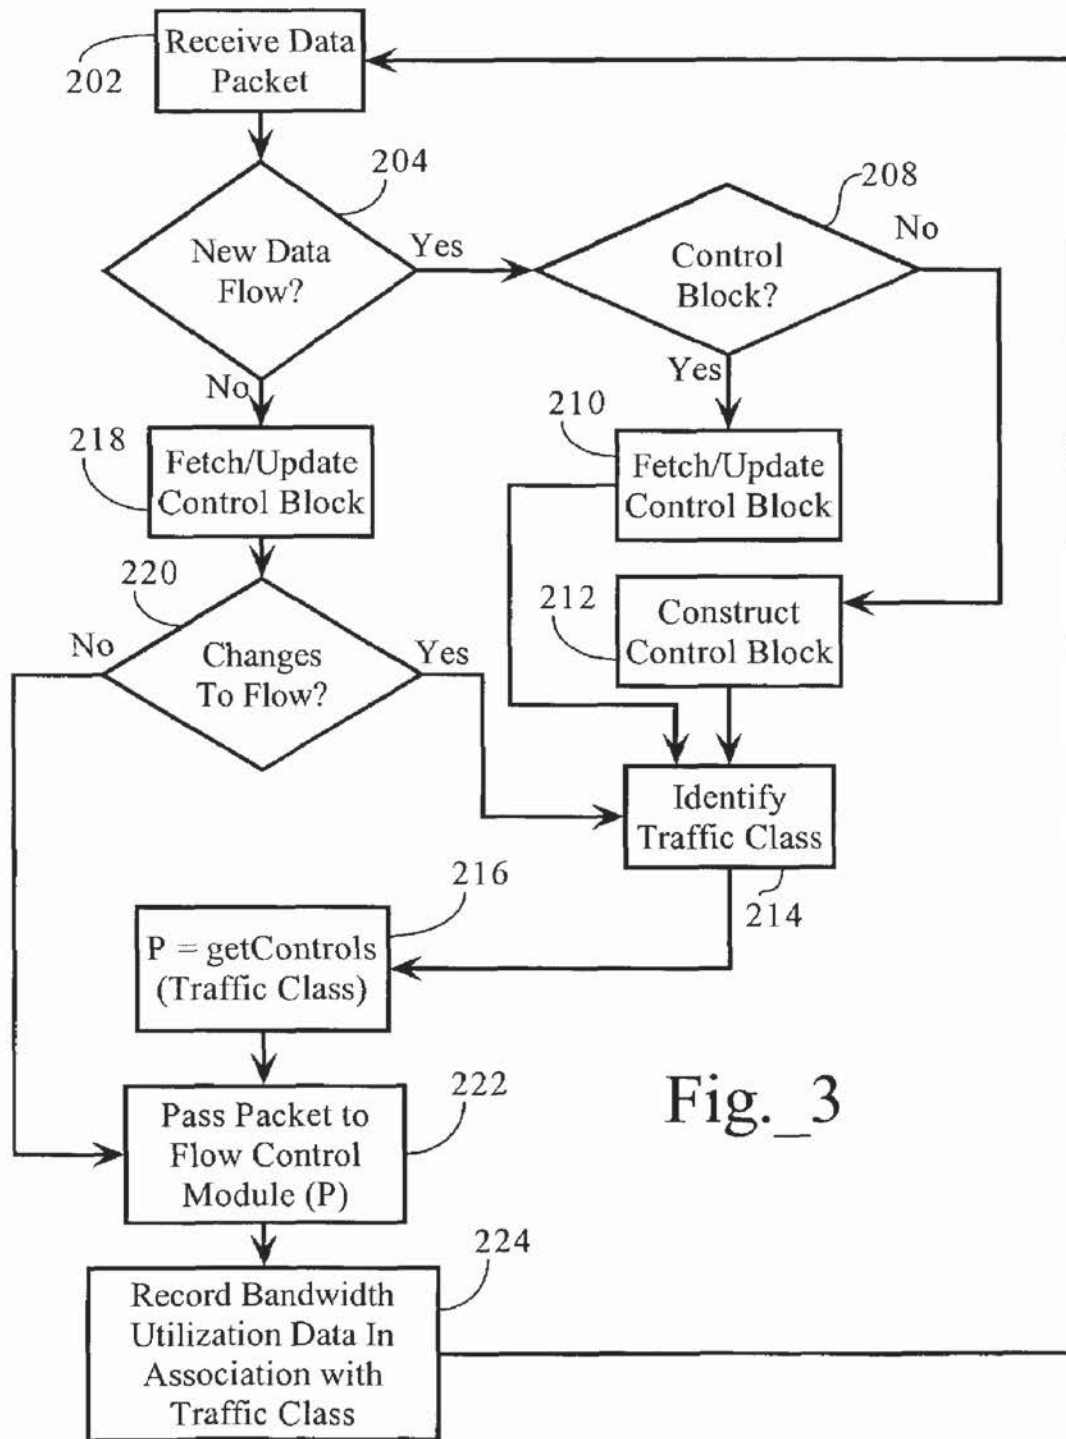 Receive Data
Packet
202
204
New Data
Flow?
Yes
208
Control
Block?
No
Yes
No
218
Fetch/Update
Control Block
210
Fetch/Update
Control Block
220
No
Changes
To Flow?
Yes
212
Construct
Control Block
Identify
Traffic Class
214
216
P = getControls
(Traffic Class)
222
Pass Packet to
Flow Control
Module (P)
Fig._3
224
Record Bandwidth
Utilization Data In
Association with
Traffic Class